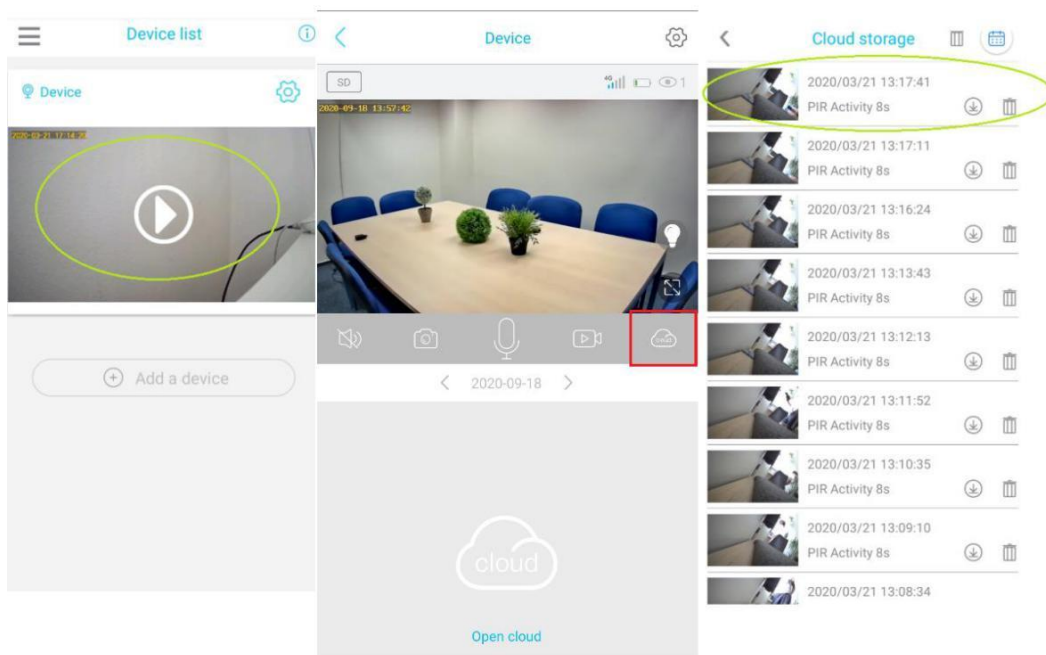 Device list
Device
2020-03-21 17:14:36
Add a device
Device
SD
4G
1
2020-09-18 13:57:42
cloud
2020-09-18
cloud
Open cloud
Cloud storage
2020/03/21 13:17:41
PIR Activity 8s
2020/03/21 13:17:11
PIR Activity 8s
2020/03/21 13:16:24
PIR Activity 8s
2020/03/21 13:13:43
PIR Activity 8s
2020/03/21 13:12:13
PIR Activity 8s
2020/03/21 13:11:52
PIR Activity 8s
2020/03/21 13:10:35
PIR Activity 8s
2020/03/21 13:09:10
PIR Activity 8s
2020/03/21 13:08:34